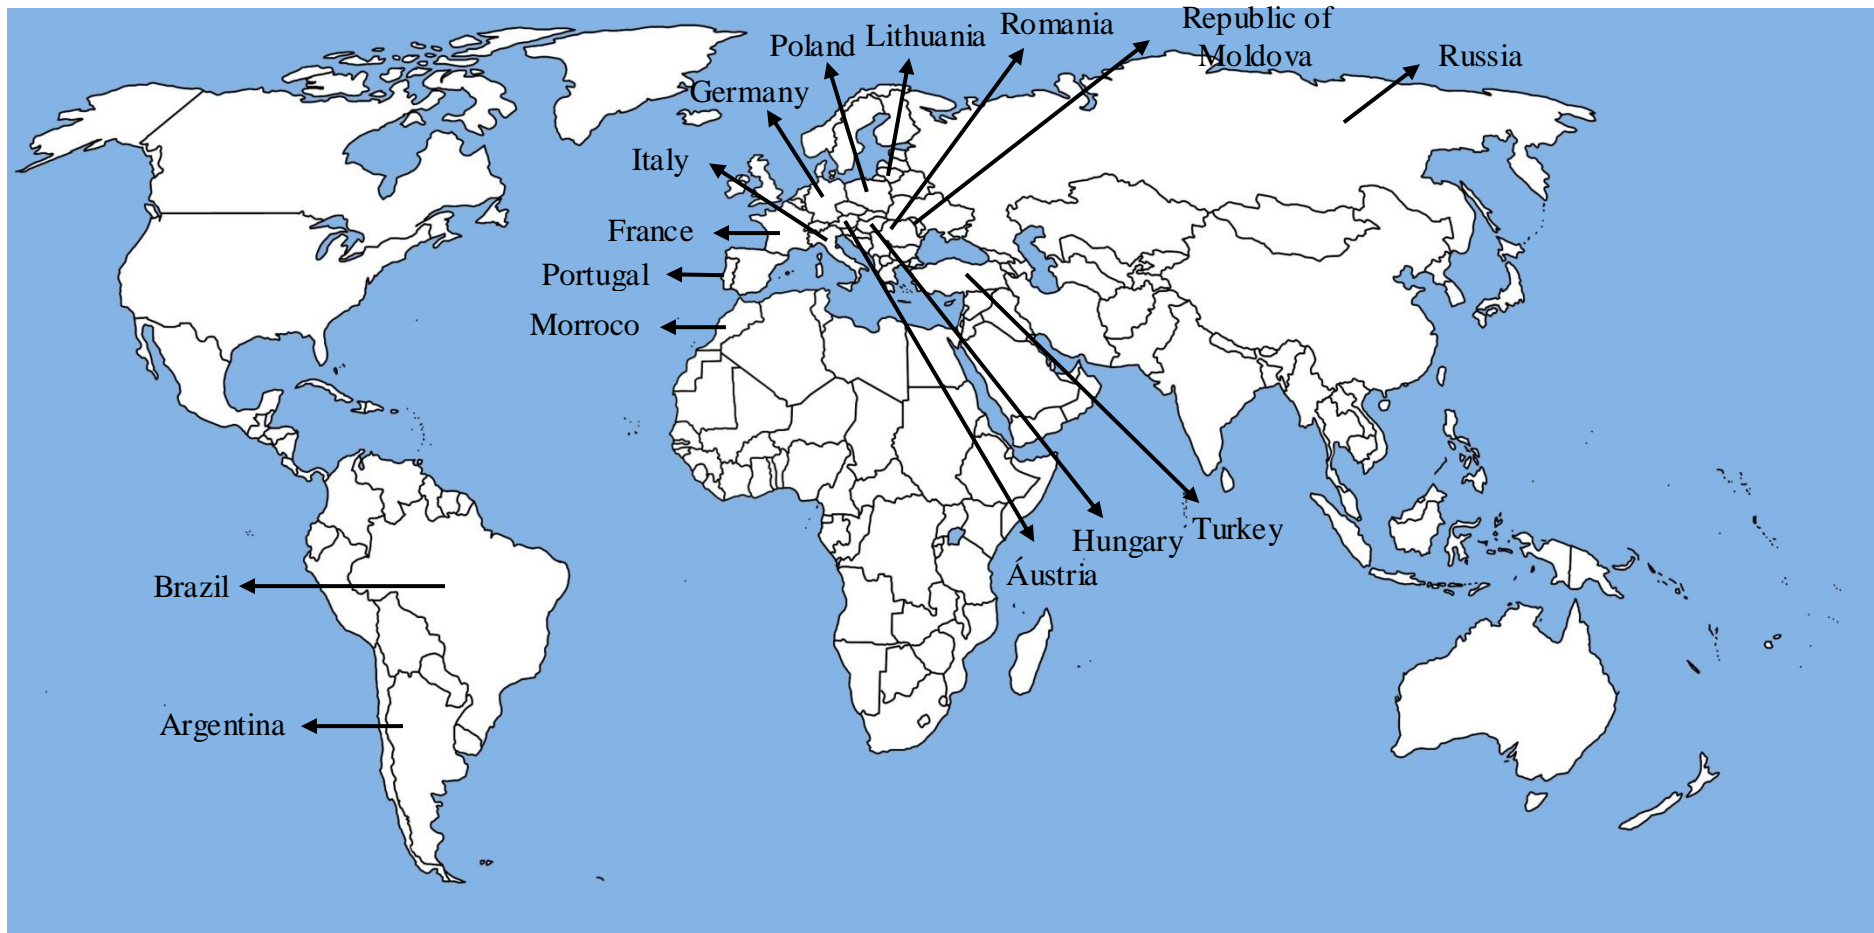 Republic of
Moldova
Romania
Lithuania
Poland
Russia
Germany
Italy
France
Portugal
Morroco
Turkey
Hungary
Áustria
Brazil
Argentina